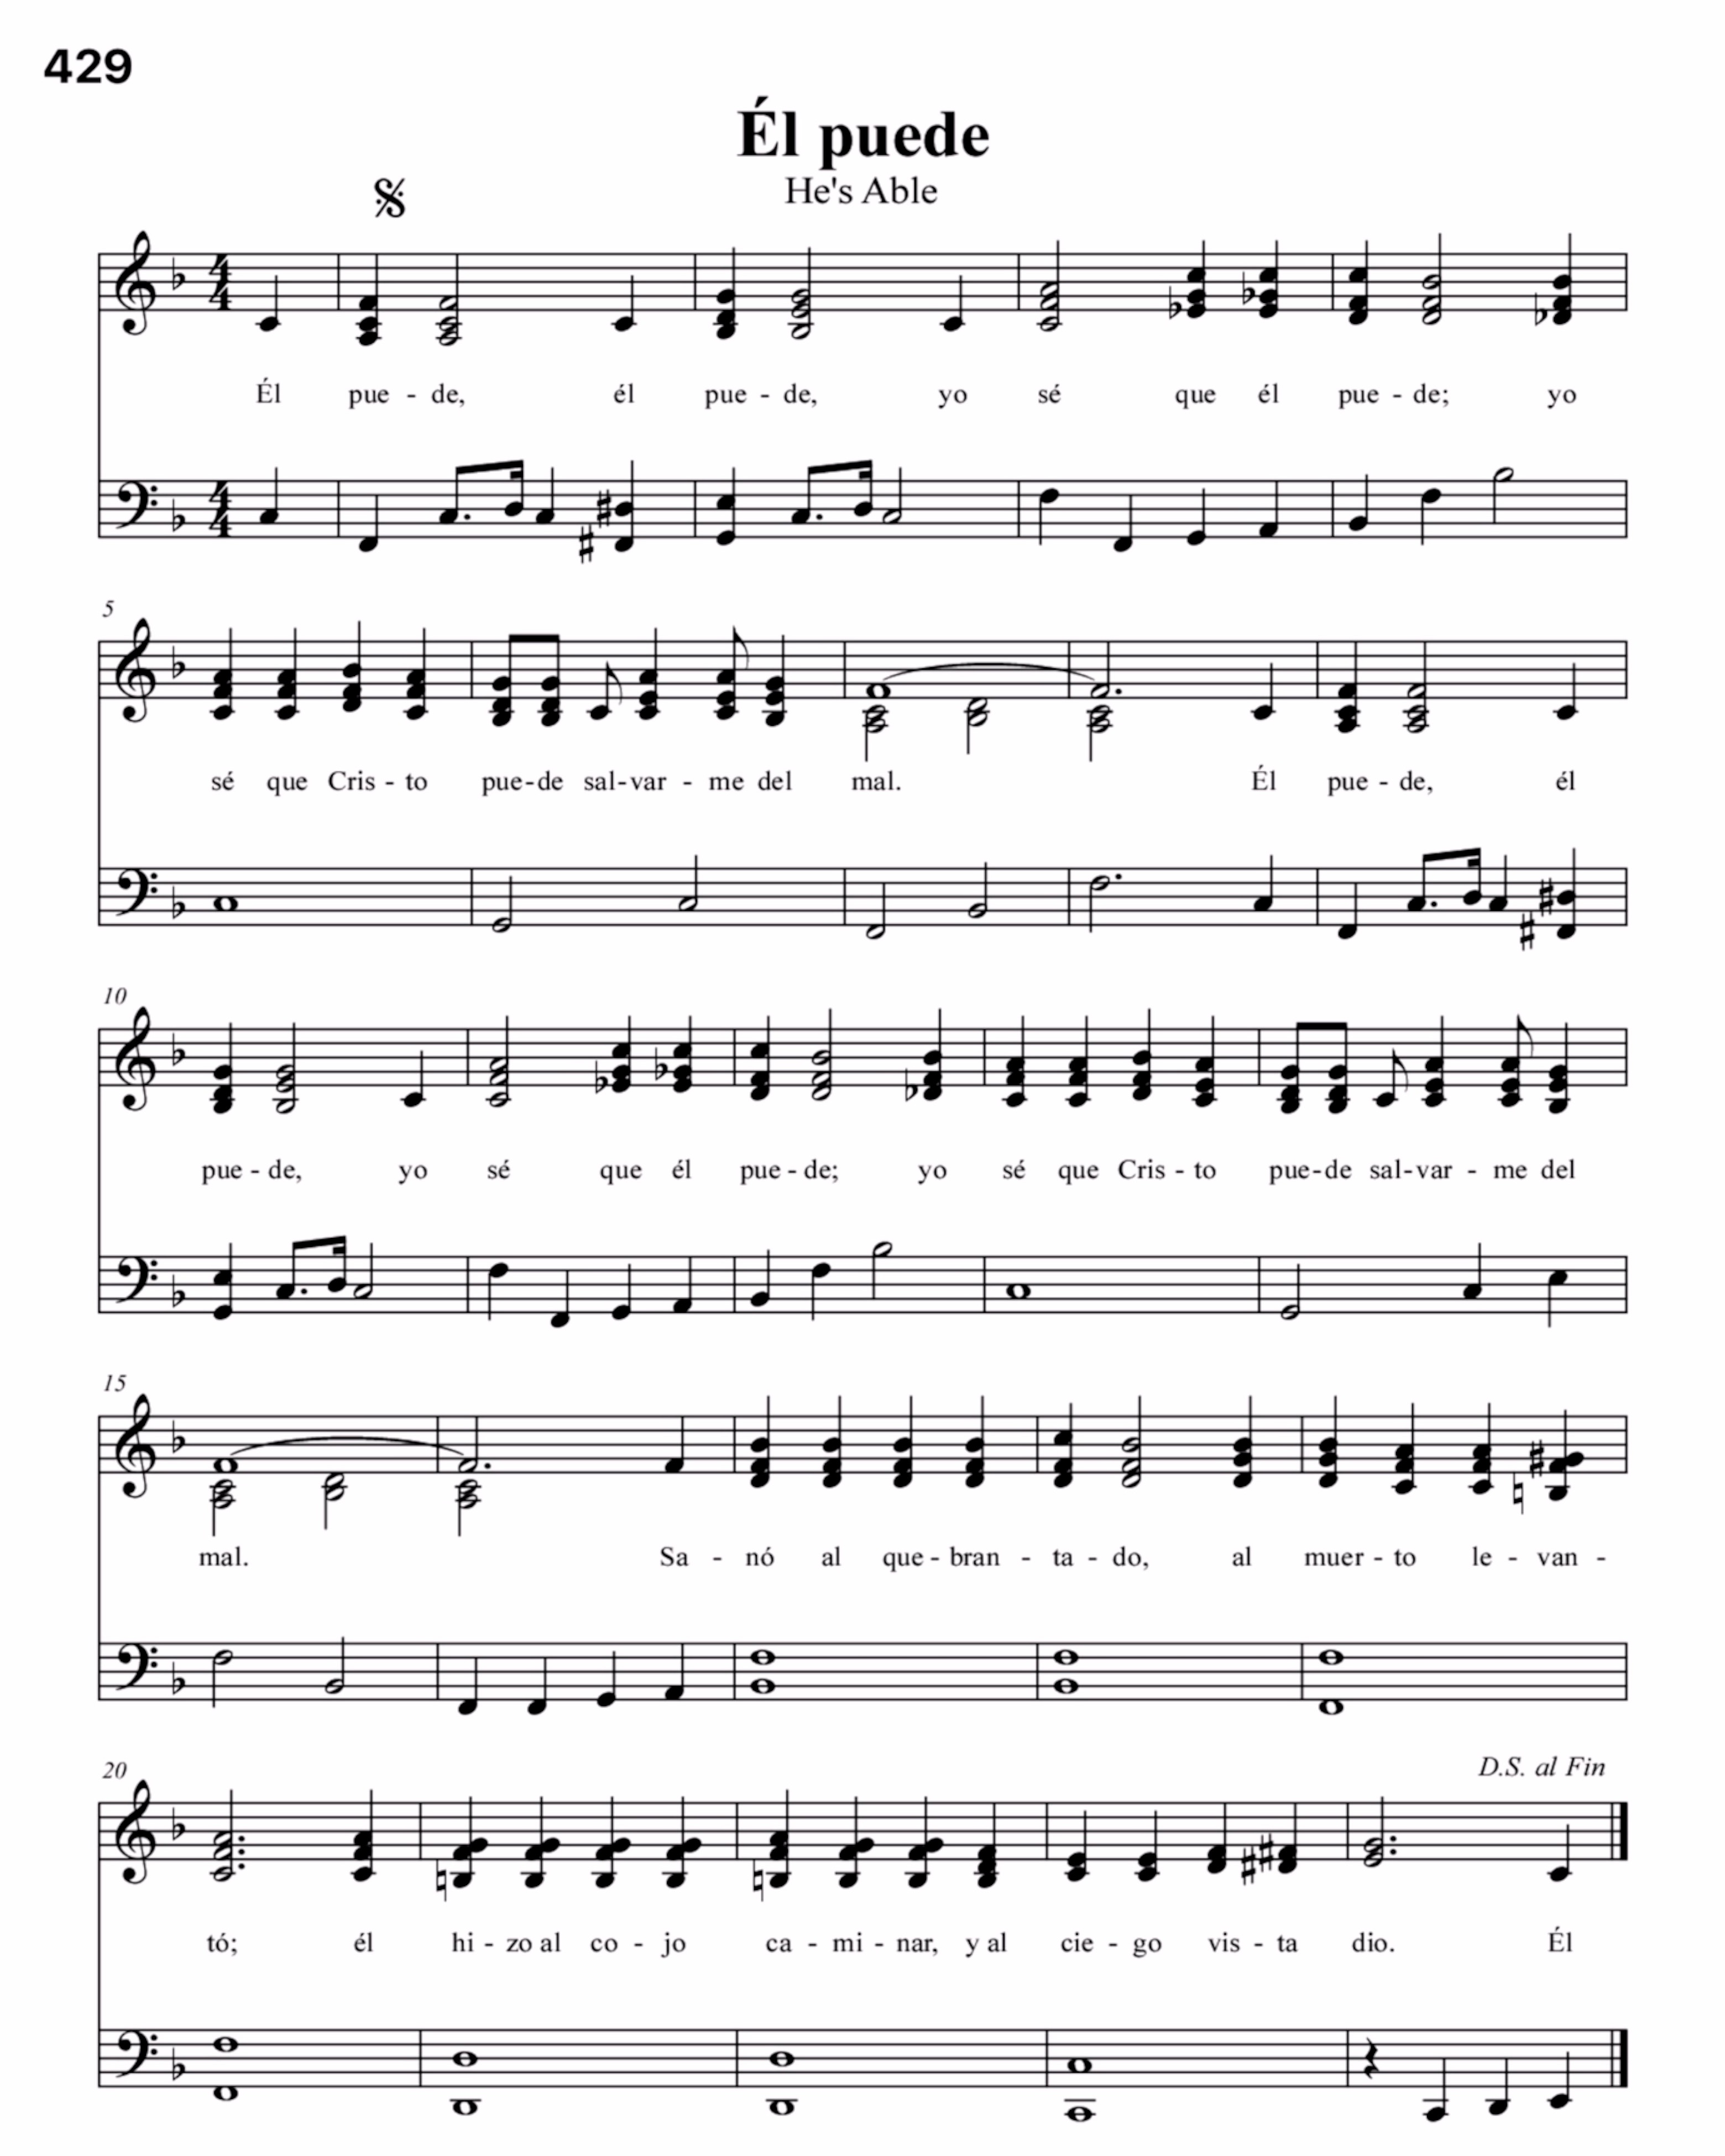 429
Él puede
He's Able
4
4
Él pue - de, él pue - de, yo sé que él pue - de; yo
4
4
5
sé que Cris - to pue-de sal-var - me del mal. Él pue - de, él
10
pue - de, yo sé que él pue - de; yo sé que Cris - to pue-de sal-var - me del
15
mal. Sa - nó al que - bran - ta - do, al muer - to le - van -
20
D.S. al Fin
tó; él hi - zo al co - jo ca - mi - nar, y al cie - go vis - ta dio. Él